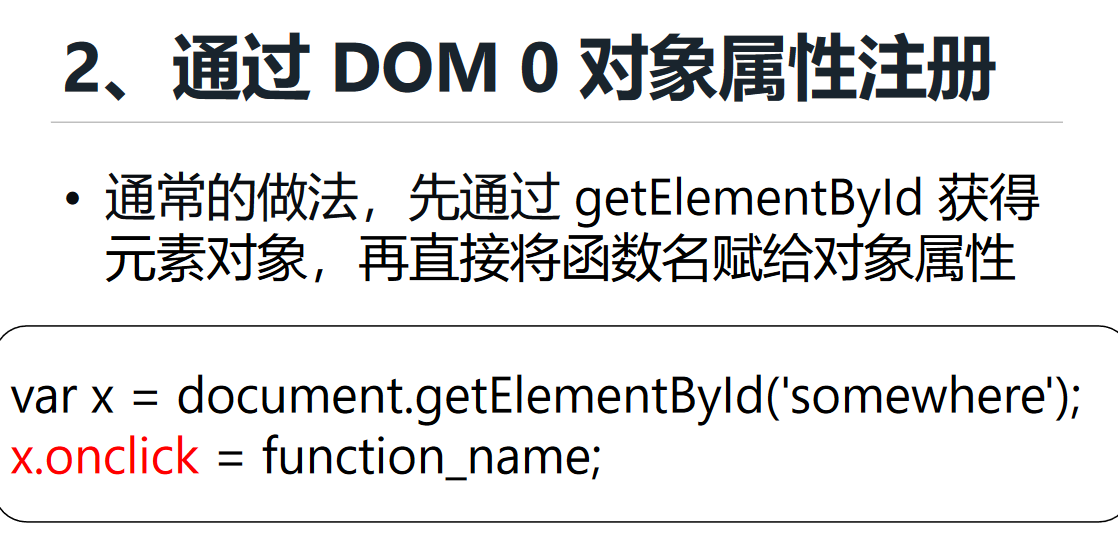 2、通过 DOM 0 对象属性注册
• 通常的做法，先通过 getElementById 获得
元素对象，再直接将函数名赋给对象属性
var x = document.getElementById('somewhere');
x.onclick = function_name;